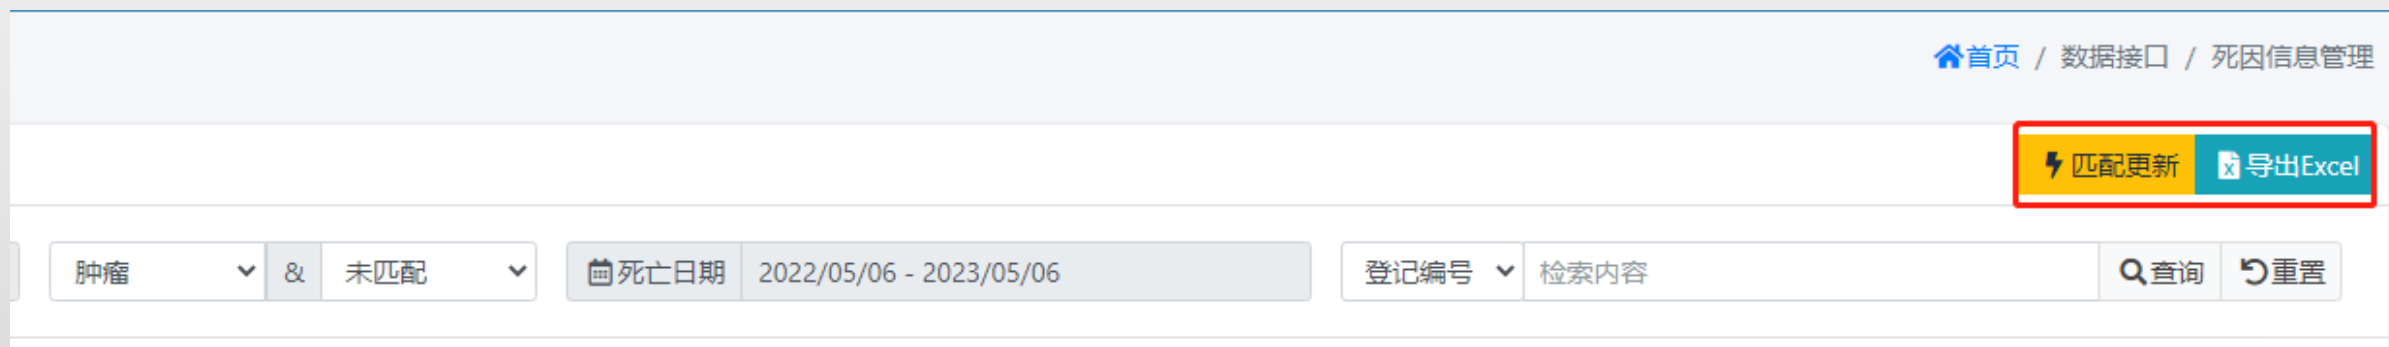 首页 / 数据接口 / 死因信息管理
匹配更新 导出Excel
肿瘤 & 未匹配 死亡日期 2022/05/06 - 2023/05/06 登记编号 检索内容 查询 重置